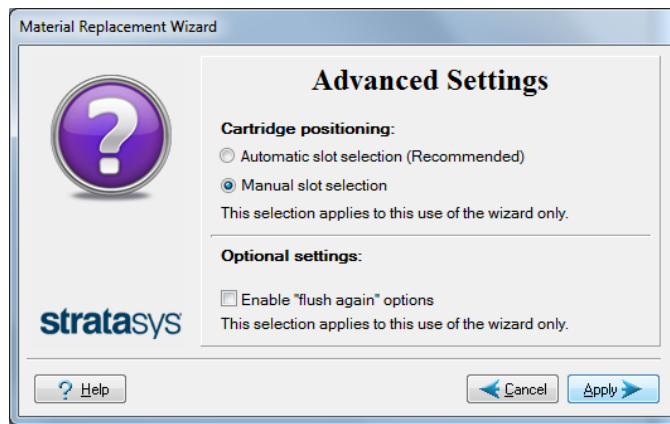 Material Replacement Wizard
Advanced Settings
Cartridge positioning:
Automatic slot selection (Recommended)
Manual slot selection
This selection applies to this use of the wizard only.
Optional settings:
Enable "flush again" options
This selection applies to this use of the wizard only.
stratasys
? Help
Cancel
Apply